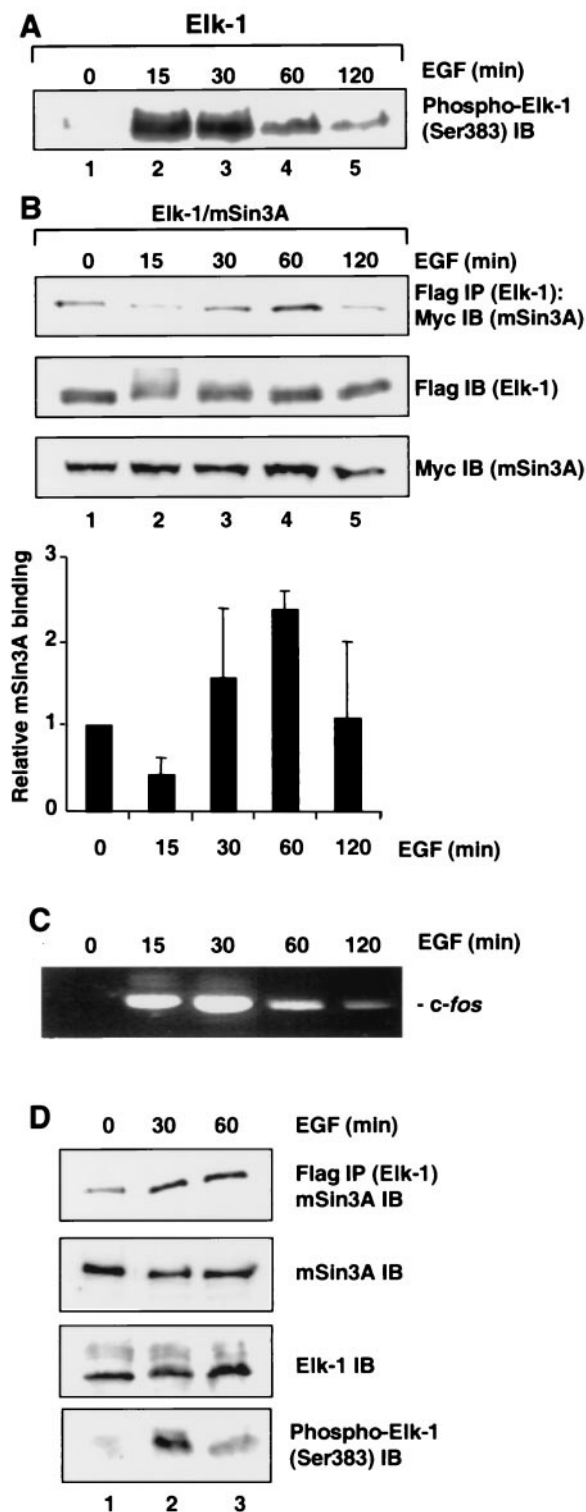 A
Elk-1
0 15 30 60 120 EGF (min)
Phospho-Elk-1
(Ser383) IB
1 2 3 4 5
B
Elk-1/mSin3A
0 15 30 60 120 EGF (min)
Flag IP (Elk-1):
Myc IB (mSin3A)
Flag IB (Elk-1)
Myc IB (mSin3A)
1 2 3 4 5
Relative mSin3A binding
3
2
1
0
0 15 30 60 120 EGF (min)
C
0 15 30 60 120 EGF (min)
- c-fos
D
0 30 60 EGF (min)
Flag IP (Elk-1)
mSin3A IB
mSin3A IB
Elk-1 IB
Phospho-Elk-1
(Ser383) IB
1 2 3